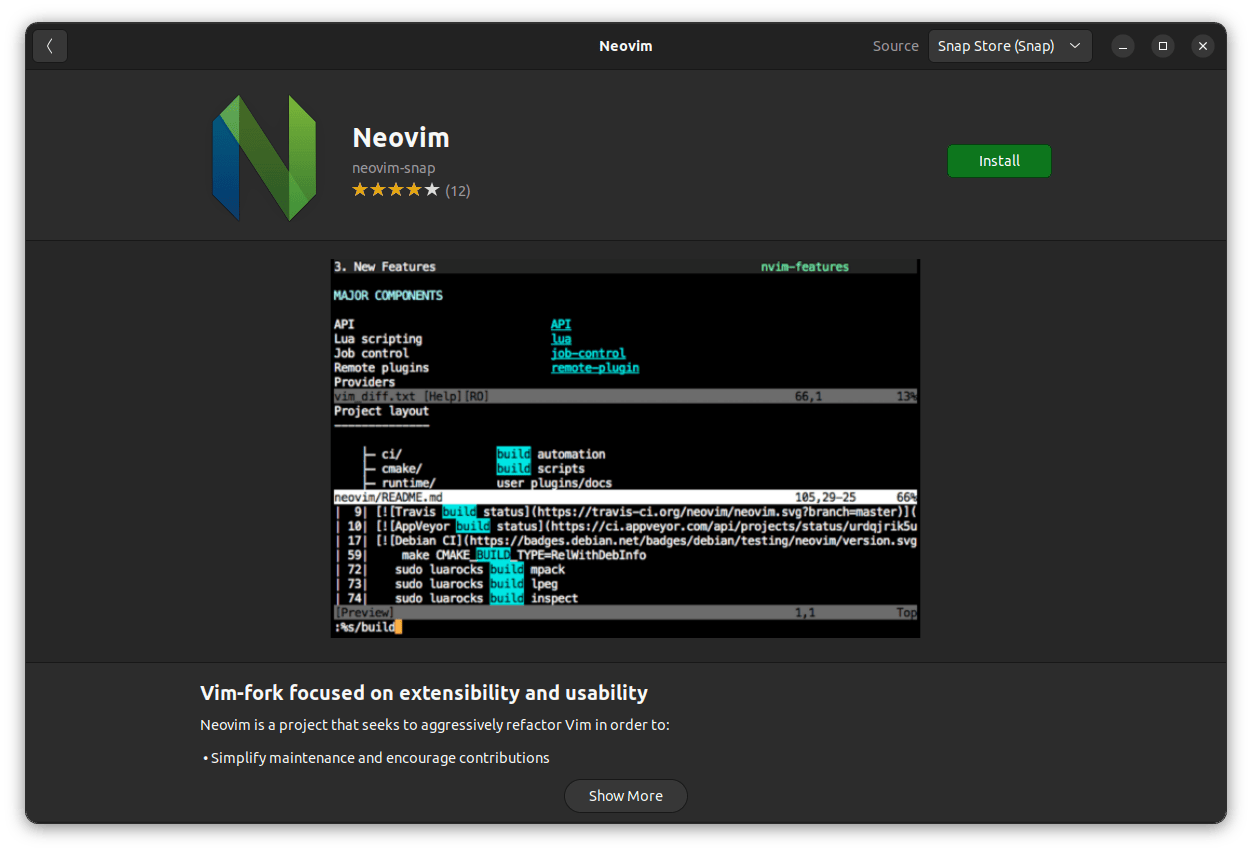 Neovim
Source Snap Store (Snap)
Neovim
neovim-snap
(12)
Install
3. New Features nvim-features
MAJOR COMPONENTS
API API
Lua scripting lua
Job control job-control
Remote plugins remote-plugin
Providers
vim_diff.txt [Help][RO] 66,1 13%
Project layout
--------------
├─ ci/ build automation
├─ cmake/ build scripts
├─ runtime/ user plugins/docs
neovim/README.md 105,29-25 66%
| 9| [![Travis build status](https://travis-ci.org/neovim/neovim.svg?branch=master)](
| 10| [![AppVeyor build status](https://ci.appveyor.com/api/projects/status/urdqjrik5u
| 17| [![Debian CI](https://badges.debian.net/badges/debian/testing/neovim/version.svg
| 59| make CMAKE_BUILD_TYPE=RelWithDebInfo
| 72| sudo luarocks build mpack
| 73| sudo luarocks build lpeg
| 74| sudo luarocks build inspect
[Preview] 1,1 Top
:%s/build
Vim-fork focused on extensibility and usability
Neovim is a project that seeks to aggressively refactor Vim in order to:
• Simplify maintenance and encourage contributions
Show More